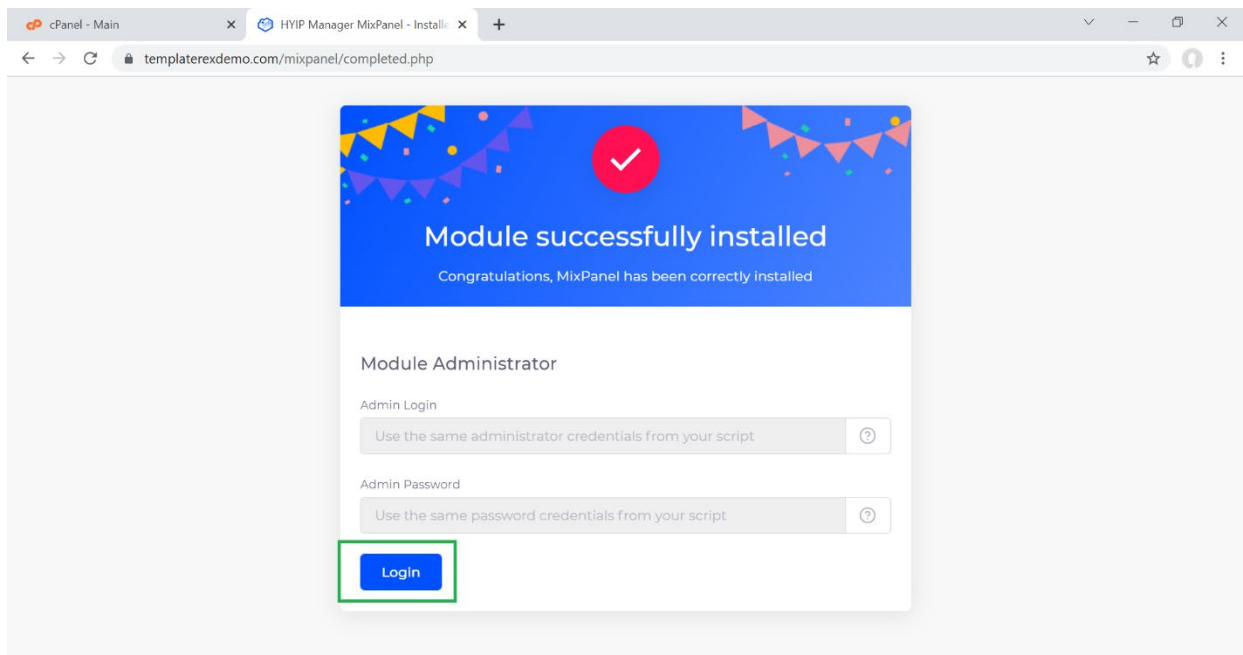 cPanel - Main
HYIP Manager MixPanel - Installe
templaterexdemo.com/mixpanel/completed.php
Module successfully installed
Congratulations, MixPanel has been correctly installed
Module Administrator
Admin Login
Use the same administrator credentials from your script
Admin Password
Use the same password credentials from your script
Login